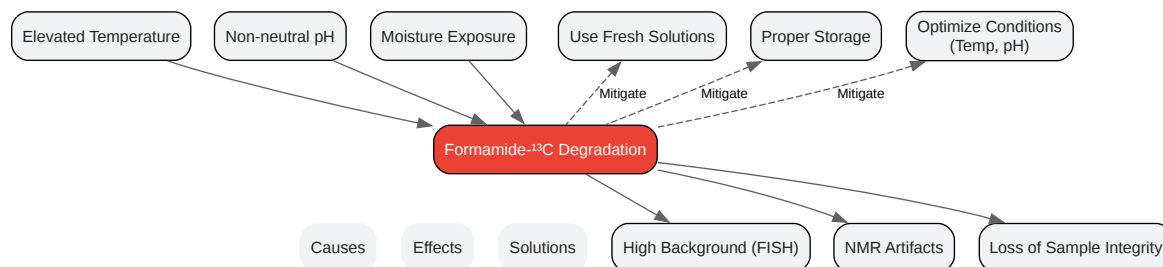 Elevated Temperature
Non-neutral pH
Moisture Exposure
Use Fresh Solutions
Proper Storage
Optimize Conditions
(Temp, pH)
Mitigate
Mitigate
Mitigate
Formamide-¹³C Degradation
Causes
Effects
Solutions
High Background (FISH)
NMR Artifacts
Loss of Sample Integrity